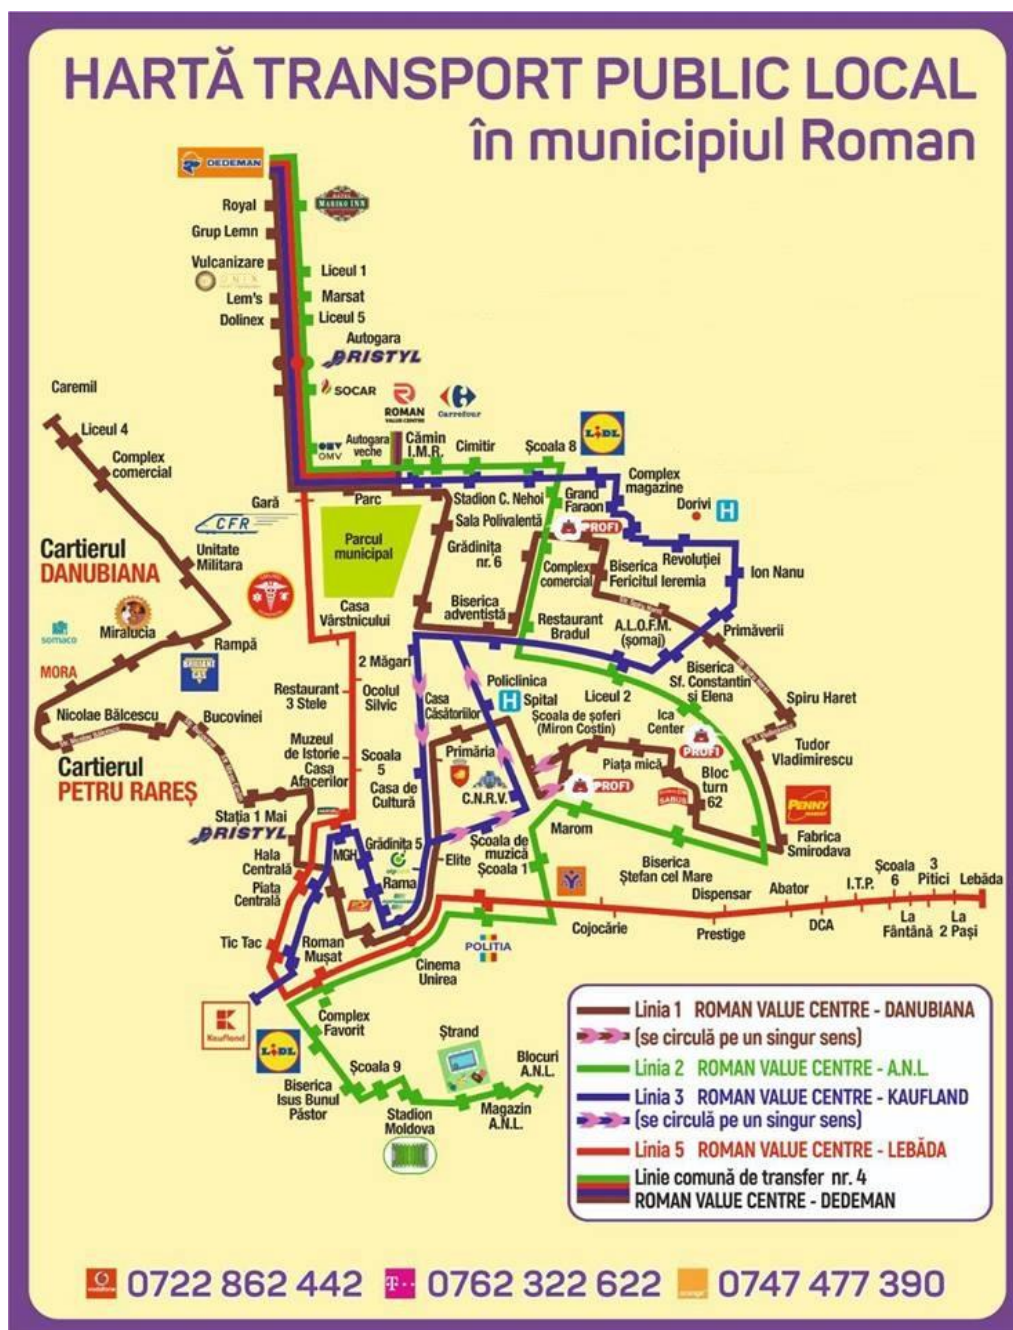 HARTĂ TRANSPORT PUBLIC LOCAL
în municipiul Roman
DEDEMAN
Royal
HOTEL
MARIKO INN
Grup Lemn
Vulcanizare
Liceul 1
Lem's
Marsat
Dolinex
Liceul 5
Autogara
PRISTYL
SOCAR
ROMAN
VALUE CENTRE
Carrefour
Caremil
Liceul 4
Complex
comercial
OMV
Autogara
veche
Cămin
I.M.R.
Cimitir
Școala 8
LIDL
Complex
magazine
Gară
CFR
Parc
Stadion C. Nehoi
Grand
Faraon
Dorivi
H
Sala Polivalentă
PROFI
Parcul
municipal
Grădinița
nr. 6
Complex
comercial
Biserica
Fericitul Ieremia
Revoluției
Ion Nanu
Cartierul
DANUBIANA
Unitate
Militara
Casa
Vârstnicului
Biserica
adventistă
Restaurant
Bradul
A.L.O.F.M.
(șomaj)
Primăverii
somaco
Miralucia
Rampă
MORA
2 Măgari
Policlinica
H
Spital
Biserica
Sf. Constantin
și Elena
Restaurant
3 Stele
Ocolul
Silvic
Casa
Căsătoriilor
Liceul 2
Spiru Haret
Nicolae Bălcescu
Bucovinei
Școala de șoferi
(Miron Costin)
Ica
Center
PROFI
Cartierul
PETRU RAREȘ
Muzeul
de Istorie
Casa
Afacerilor
Școala
5
Casa de
Cultură
Primăria
C.N.R.V.
Piața mică
PROFI
SABUS
Bloc
turn
62
Tudor
Vladimirescu
PENNY
MARKET
Stația 1 Mai
PRISTYL
Hala
Centrală
MGH
Grădinița 5
Elite
Școala de
muzică
Școala 1
Marom
Fabrica
Smirodava
Piața
Centrală
Rama
Biserica
Ștefan cel Mare
Dispensar
Abator
I.T.P.
Școala
6
3
Pitici
Lebăda
Tic Tac
Roman
Mușat
POLITIA
Cojocărie
Prestige
DCA
La
Fântână
La
2 Pași
Cinema
Unirea
Kaufland
LIDL
Complex
Favorit
Ștrand
Școala 9
Blocuri
A.N.L.
Biserica
Isus Bunul
Păstor
Stadion
Moldova
Magazin
A.N.L.
Linia 1 ROMAN VALUE CENTRE - DANUBIANA
(se circulă pe un singur sens)
Linia 2 ROMAN VALUE CENTRE - A.N.L.
Linia 3 ROMAN VALUE CENTRE - KAUFLAND
(se circulă pe un singur sens)
Linia 5 ROMAN VALUE CENTRE - LEBĂDA
Linie comună de transfer nr. 4
ROMAN VALUE CENTRE - DEDEMAN
0722 862 442
T
0762 322 622
0747 477 390